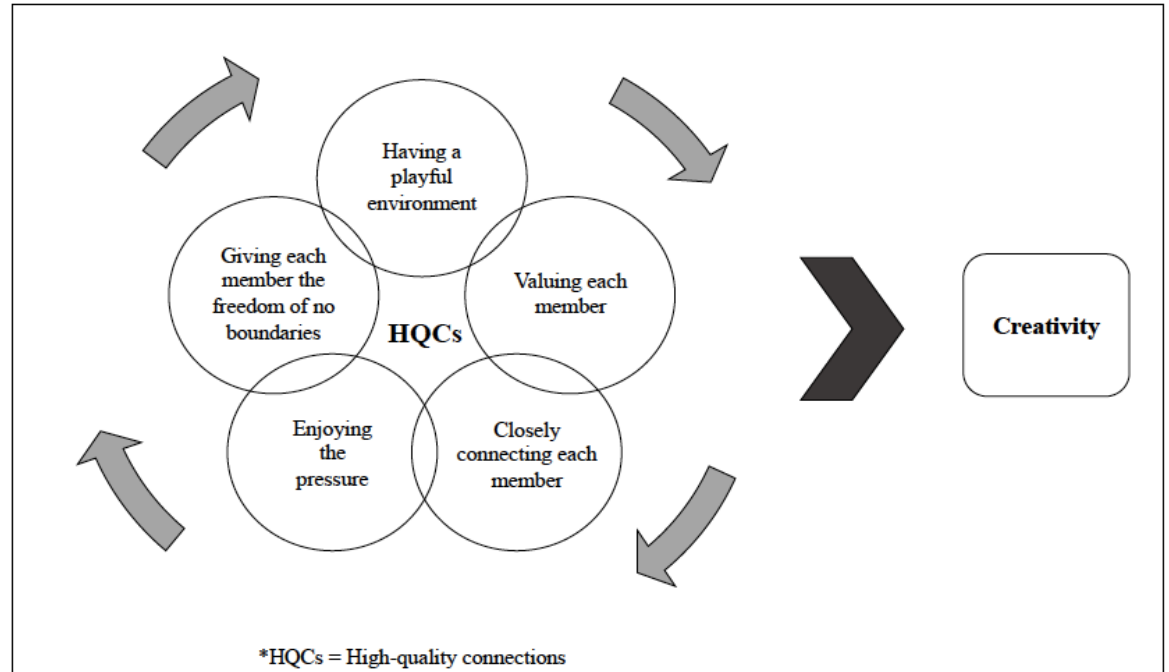 Having a
playful
environment
Giving each
member the
freedom of no
boundaries
Valuing each
member
HQCs
Creativity
Enjoying
the
pressure
Closely
connecting each
member
*HQCs = High-quality connections